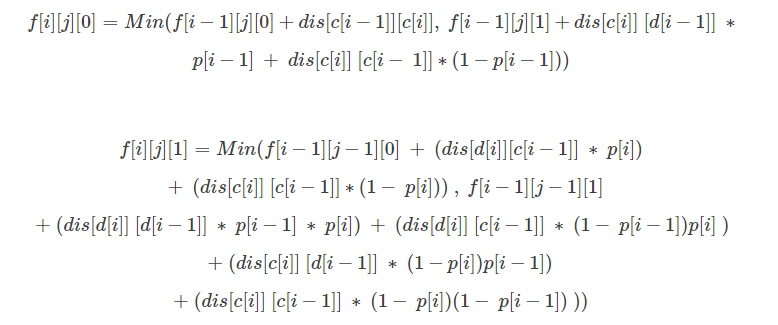 f[i][j][0] = Min(f[i − 1][j][0] + dis[c[i − 1]][c[i]], f[i − 1][j][1] + dis[c[i]] [d[i − 1]] ∗
p[i − 1] + dis[c[i]] [c[i − 1]] ∗ (1 − p[i − 1]))
f[i][j][1] = Min(f[i − 1][j − 1][0] + (dis[d[i]][c[i − 1]] ∗ p[i])
+ (dis[c[i]] [c[i − 1]] ∗ (1 − p[i])) , f[i − 1][j − 1][1]
+ (dis[d[i]] [d[i − 1]] ∗ p[i − 1] ∗ p[i]) + (dis[d[i]] [c[i − 1]] ∗ (1 − p[i − 1])p[i] )
+ (dis[c[i]] [d[i − 1]] ∗ (1 − p[i])p[i − 1])
+ (dis[c[i]] [c[i − 1]] ∗ (1 − p[i])(1 − p[i − 1]) ))